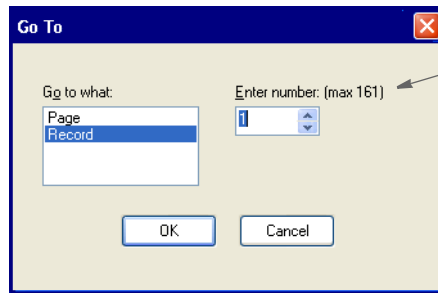 Go To
Go to what:
Enter number: (max 161)
Page
Record
1
OK
Cancel